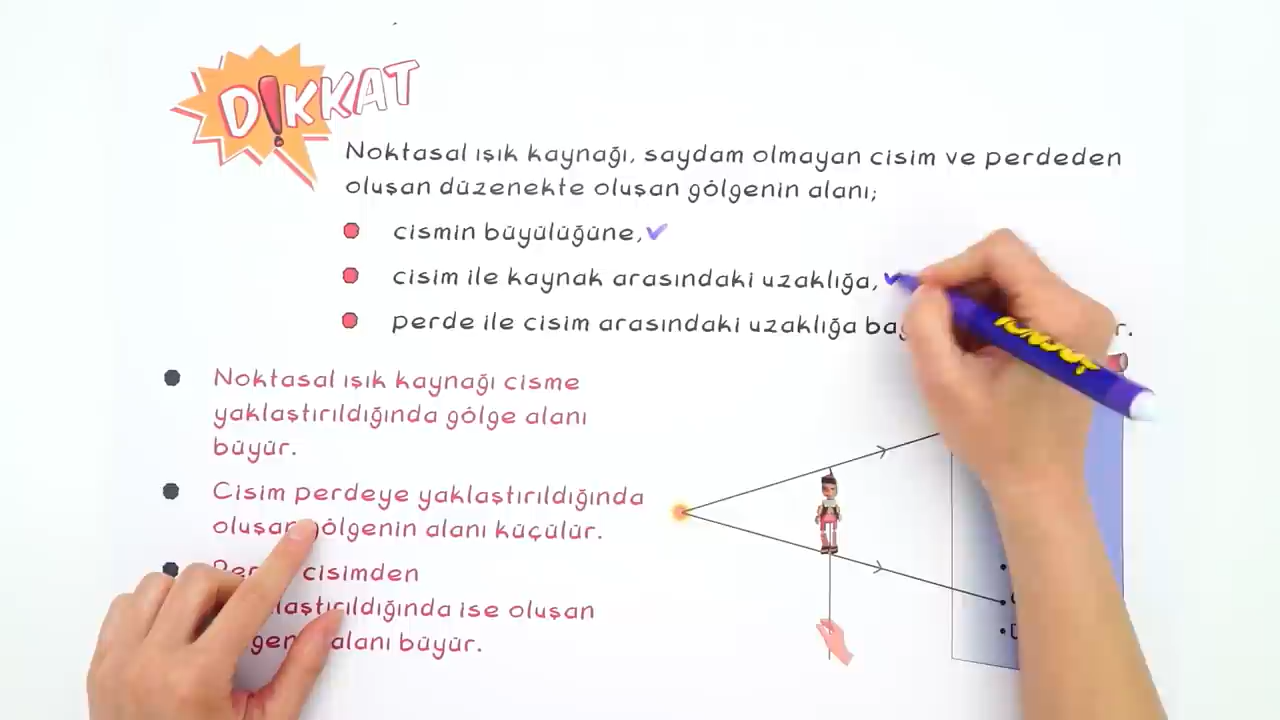 DİKKAT
Noktasal ışık kaynağı, saydam olmayan cisim ve perdeden
oluşan düzenekte oluşan gölgenin alanı;
cismin büyülüğüne,
cisim ile kaynak arasındaki uzaklığa,
perde ile cisim arasındaki uzaklığa
Noktasal ışık kaynağı cisme
yaklaştırıldığında gölge alanı
büyür.
Cisim perdeye yaklaştırıldığında
oluşan gölgenin alanı küçülür.
cisimden
ise oluşan
alanı büyür.